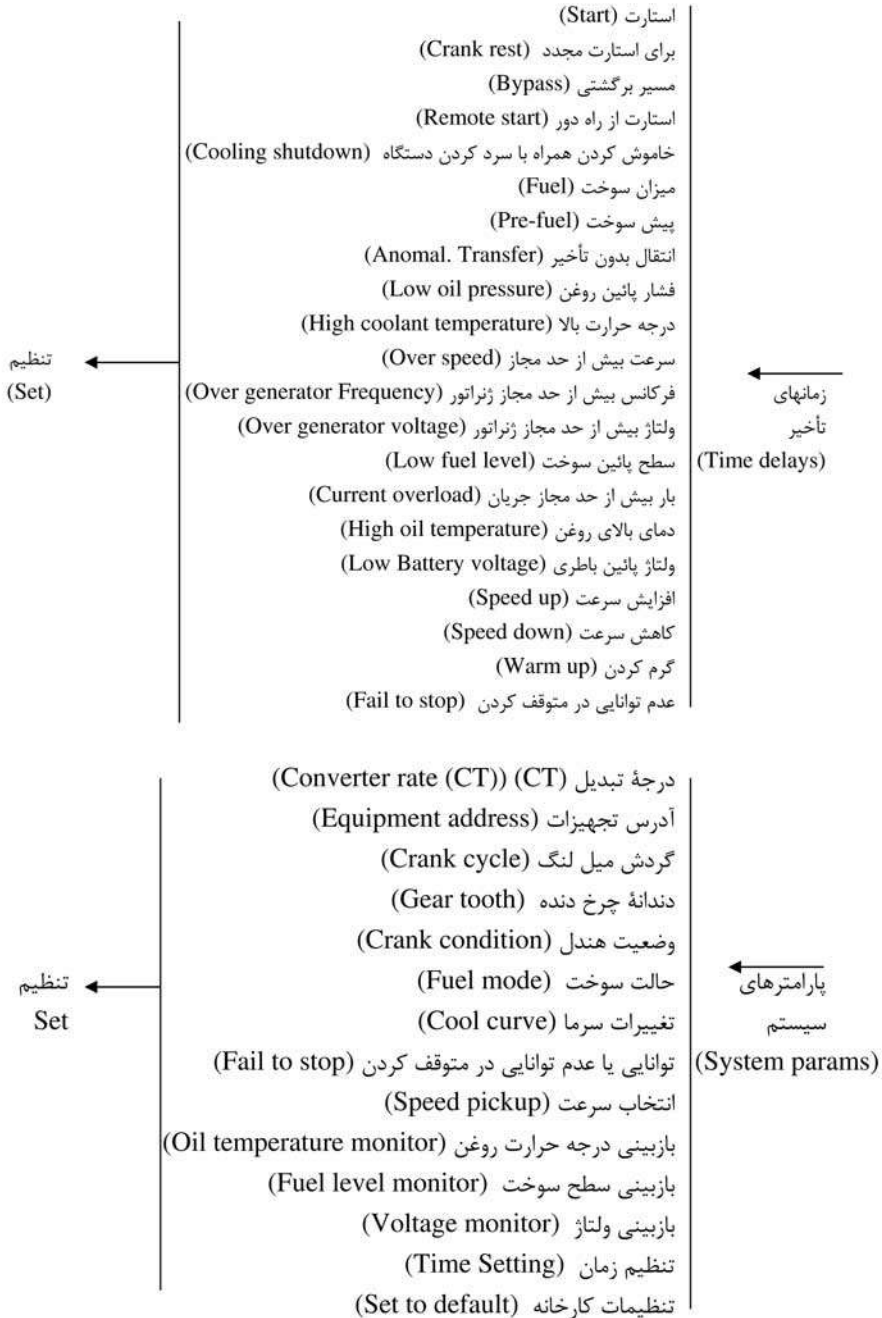 استارت (Start)
برای استارت مجدد (Crank rest)
مسیر برگشتی (Bypass)
استارت از راه دور (Remote start)
خاموش کردن همراه با سرد کردن دستگاه (Cooling shutdown)
میزان سوخت (Fuel)
پیش سوخت (Pre-fuel)
انتقال بدون تأخیر (Anomal. Transfer)
فشار پائین روغن (Low oil pressure)
درجه حرارت بالا (High coolant temperature)
سرعت بیش از حد مجاز (Over speed)
فرکانس بیش از حد مجاز ژنراتور (Over generator Frequency)
ولتاژ بیش از حد مجاز ژنراتور (Over generator voltage)
سطح پائین سوخت (Low fuel level)
بار بیش از حد مجاز جریان (Current overload)
دمای بالای روغن (High oil temperature)
ولتاژ پائین باطری (Low Battery voltage)
افزایش سرعت (Speed up)
کاهش سرعت (Speed down)
گرم کردن (Warm up)
عدم توانایی در متوقف کردن (Fail to stop)
زمانهای
تأخیر
(Time delays)
تنظیم
(Set)
درجۀ تبدیل (CT) (Converter rate (CT))
آدرس تجهیزات (Equipment address)
گردش میل لنگ (Crank cycle)
دندانۀ چرخ دنده (Gear tooth)
وضعیت هندل (Crank condition)
حالت سوخت (Fuel mode)
تغییرات سرما (Cool curve)
توانایی یا عدم توانایی در متوقف کردن (Fail to stop)
انتخاب سرعت (Speed pickup)
بازبینی درجه حرارت روغن (Oil temperature monitor)
بازبینی سطح سوخت (Fuel level monitor)
بازبینی ولتاژ (Voltage monitor)
تنظیم زمان (Time Setting)
تنظیمات کارخانه (Set to default)
پارامترهای
سیستم
(System params)
تنظیم
Set